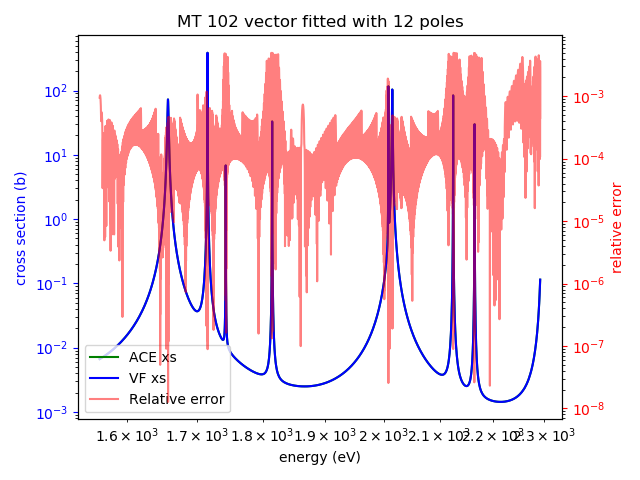 MT 102 vector fitted with 12 poles
10²
10¹
10⁰
10⁻¹
10⁻²
10⁻³
cross section (b)
10⁻³
10⁻⁴
10⁻⁵
10⁻⁶
10⁻⁷
10⁻⁸
relative error
ACE xs
VF xs
Relative error
1.6 × 10³ 1.7 × 10³ 1.8 × 10³ 1.9 × 10³ 2 × 10³ 2.1 × 10³ 2.2 × 10³ 2.3 × 10³
energy (eV)